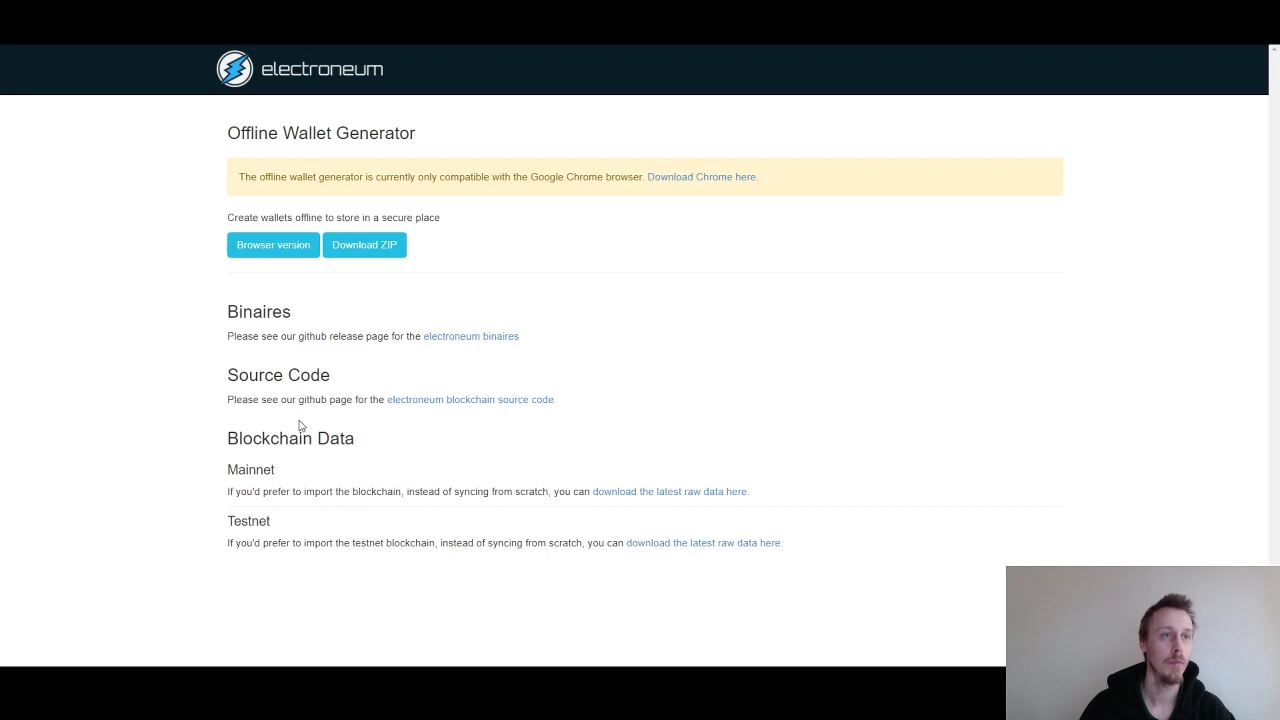 electroneum
Offline Wallet Generator
The offline wallet generator is currently only compatible with the Google Chrome browser. Download Chrome here.
Create wallets offline to store in a secure place
Browser version Download ZIP
Binaires
Please see our github release page for the electroneum binaires
Source Code
Please see our github page for the electroneum blockchain source code
Blockchain Data
Mainnet
If you'd prefer to import the blockchain, instead of syncing from scratch, you can download the latest raw data here.
Testnet
If you'd prefer to import the testnet blockchain, instead of syncing from scratch, you can download the latest raw data here.